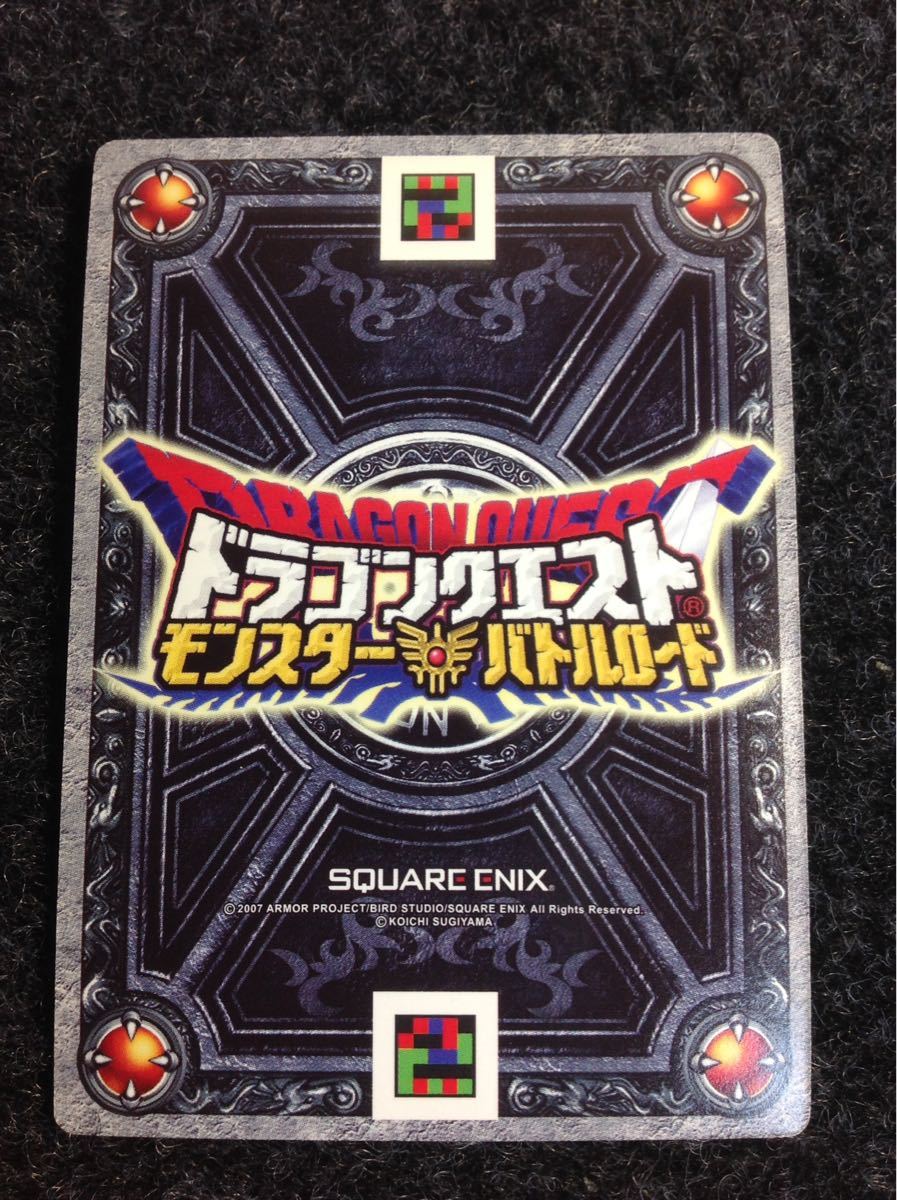 DRAGON QUEST
ドラゴンクエスト®
モンスター バトルロード
SQUARE ENIX®
©2007 ARMOR PROJECT/BIRD STUDIO/SQUARE ENIX All Rights Reserved.
©KOICHI SUGIYAMA